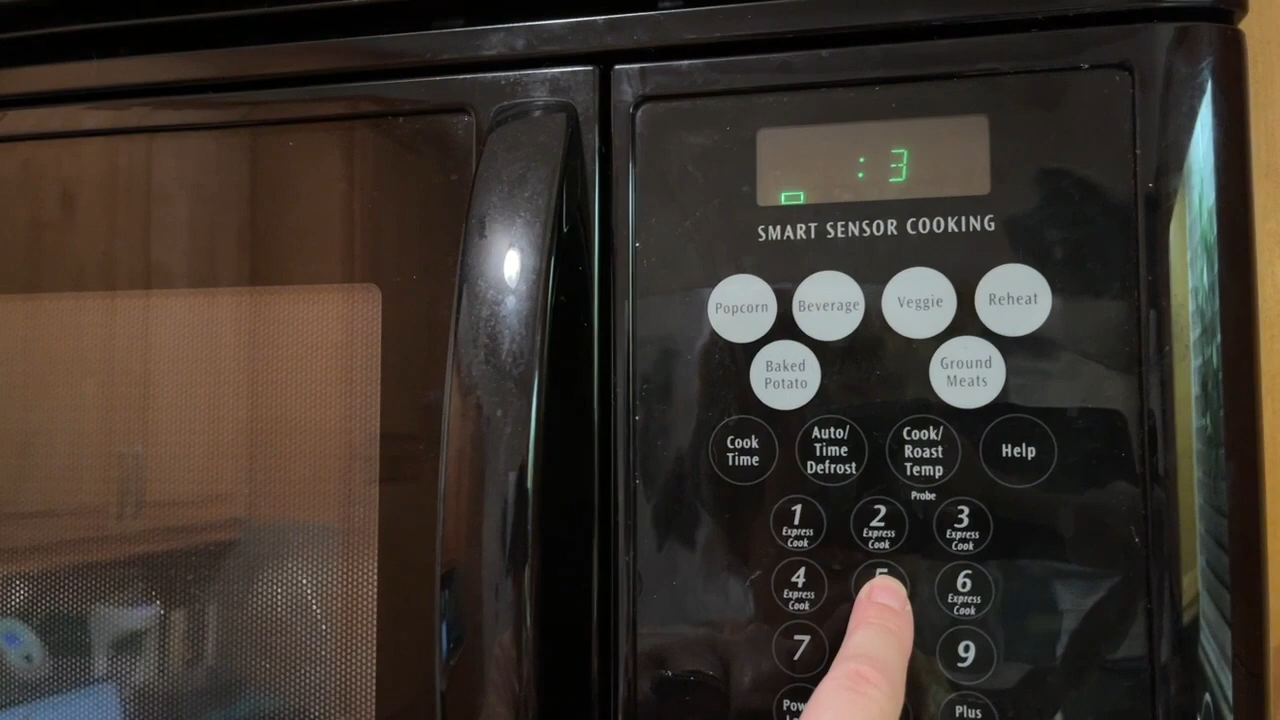 : 3
SMART SENSOR COOKING
Popcorn
Beverage
Veggie
Reheat
Baked
Potato
Ground
Meats
Cook
Time
Auto/
Time
Defrost
Cook/
Roast
Temp
Help
Probe
1
Express
Cook
2
Express
Cook
3
Express
Cook
4
Express
Cook
6
Express
Cook
7
9
Plus